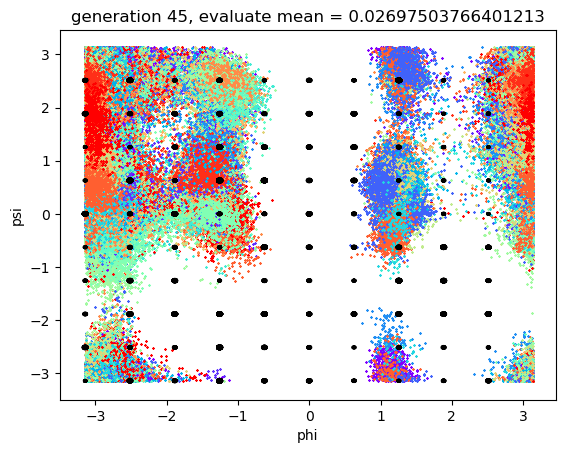 generation 45, evaluate mean = 0.02697503766401213
psi
3
2
1
0
−1
−2
−3
−3 −2 −1 0 1 2 3
phi